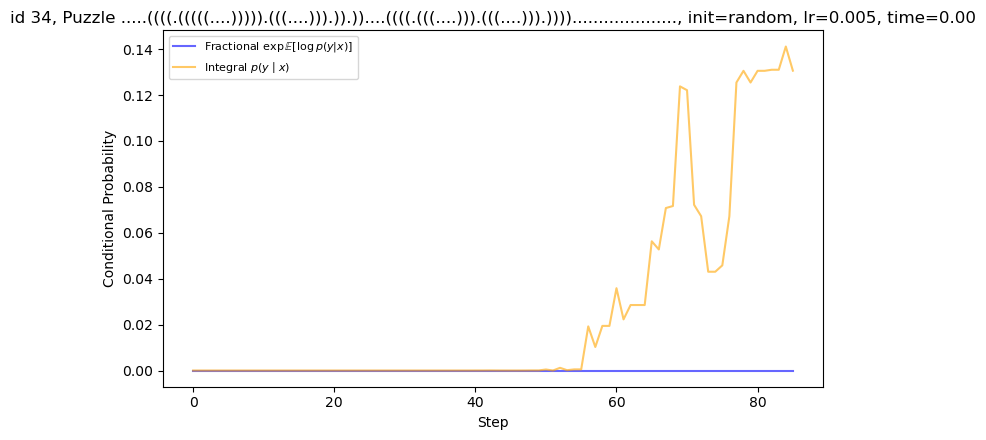 id 34, Puzzle .....((((.(((((....))))).(((....))).)).))....((((.(((....))).(((....))).))))....................., init=random, lr=0.005, time=0.00
Fractional exp𝔼[log p(y|x)]
Integral p(y | x)
0.14
0.12
0.10
0.08
0.06
0.04
0.02
0.00
Conditional Probability
0
20
40
60
80
Step